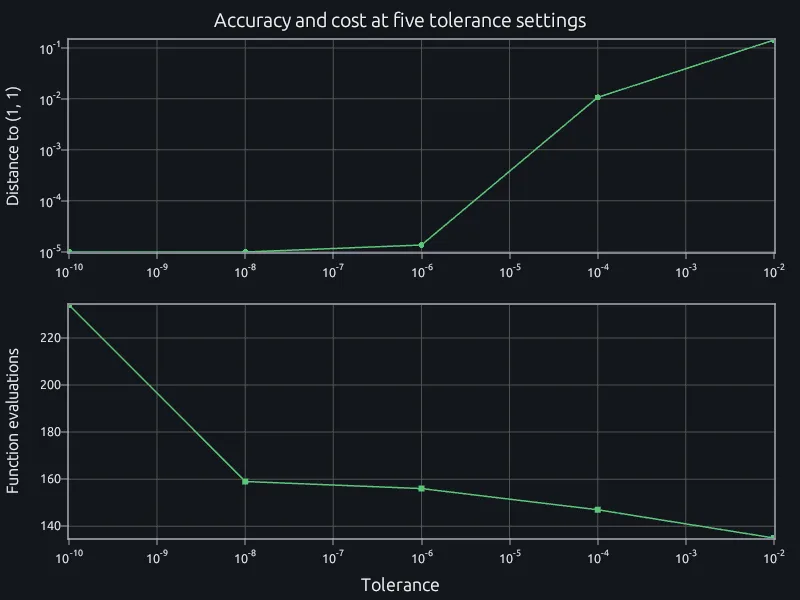 Accuracy and cost at five tolerance settings
Distance to (1, 1)
10⁻¹
10⁻²
10⁻³
10⁻⁴
10⁻⁵
10⁻¹⁰ 10⁻⁹ 10⁻⁸ 10⁻⁷ 10⁻⁶ 10⁻⁵ 10⁻⁴ 10⁻³ 10⁻²
Function evaluations
220
200
180
160
140
10⁻¹⁰ 10⁻⁹ 10⁻⁸ 10⁻⁷ 10⁻⁶ 10⁻⁵ 10⁻⁴ 10⁻³ 10⁻²
Tolerance